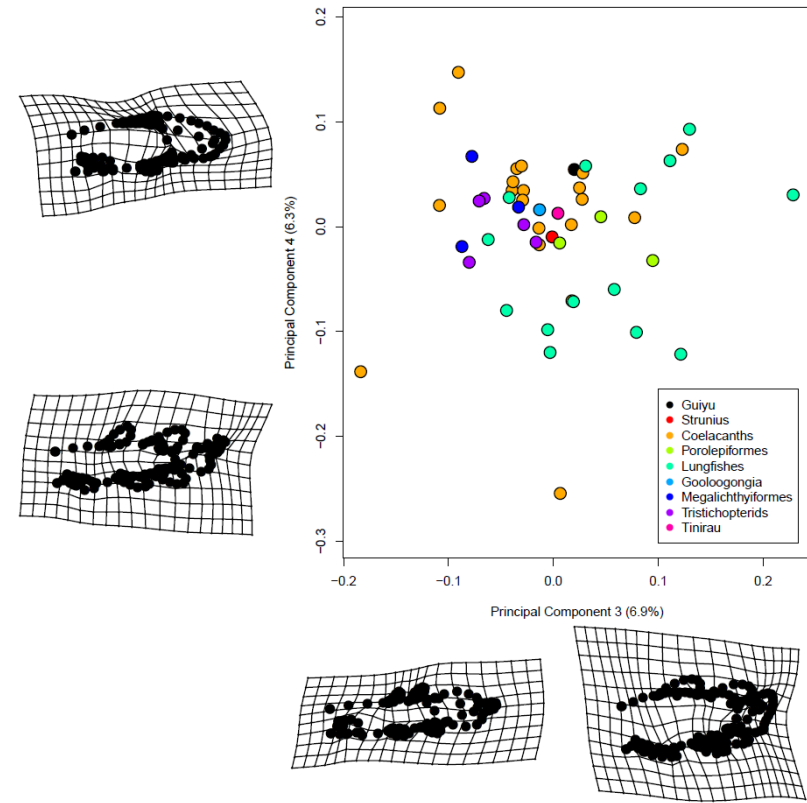 0.2
0.1
0.0
−0.1
−0.2
−0.3
Principal Component 4 (6.3%)
Guiyu
Strunius
Coelacanths
Porolepiformes
Lungfishes
Gooloogongia
Megalichthyiformes
Tristichopterids
Tinirau
−0.2 −0.1 0.0 0.1 0.2
Principal Component 3 (6.9%)